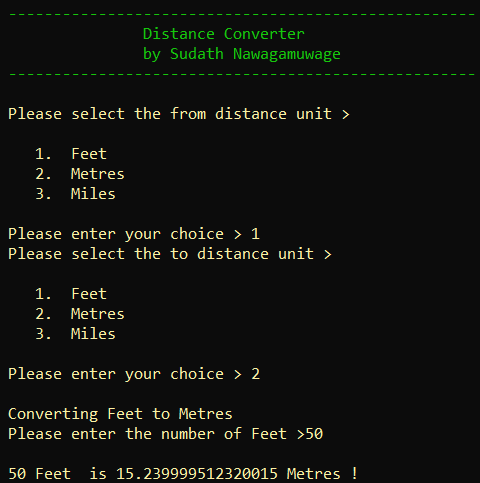 ----------------------------------------------------
Distance Converter
by Sudath Nawagamuwage
----------------------------------------------------
Please select the from distance unit >
1. Feet
2. Metres
3. Miles
Please enter your choice > 1
Please select the to distance unit >
1. Feet
2. Metres
3. Miles
Please enter your choice > 2
Converting Feet to Metres
Please enter the number of Feet >50
50 Feet  is 15.239999512320015 Metres !